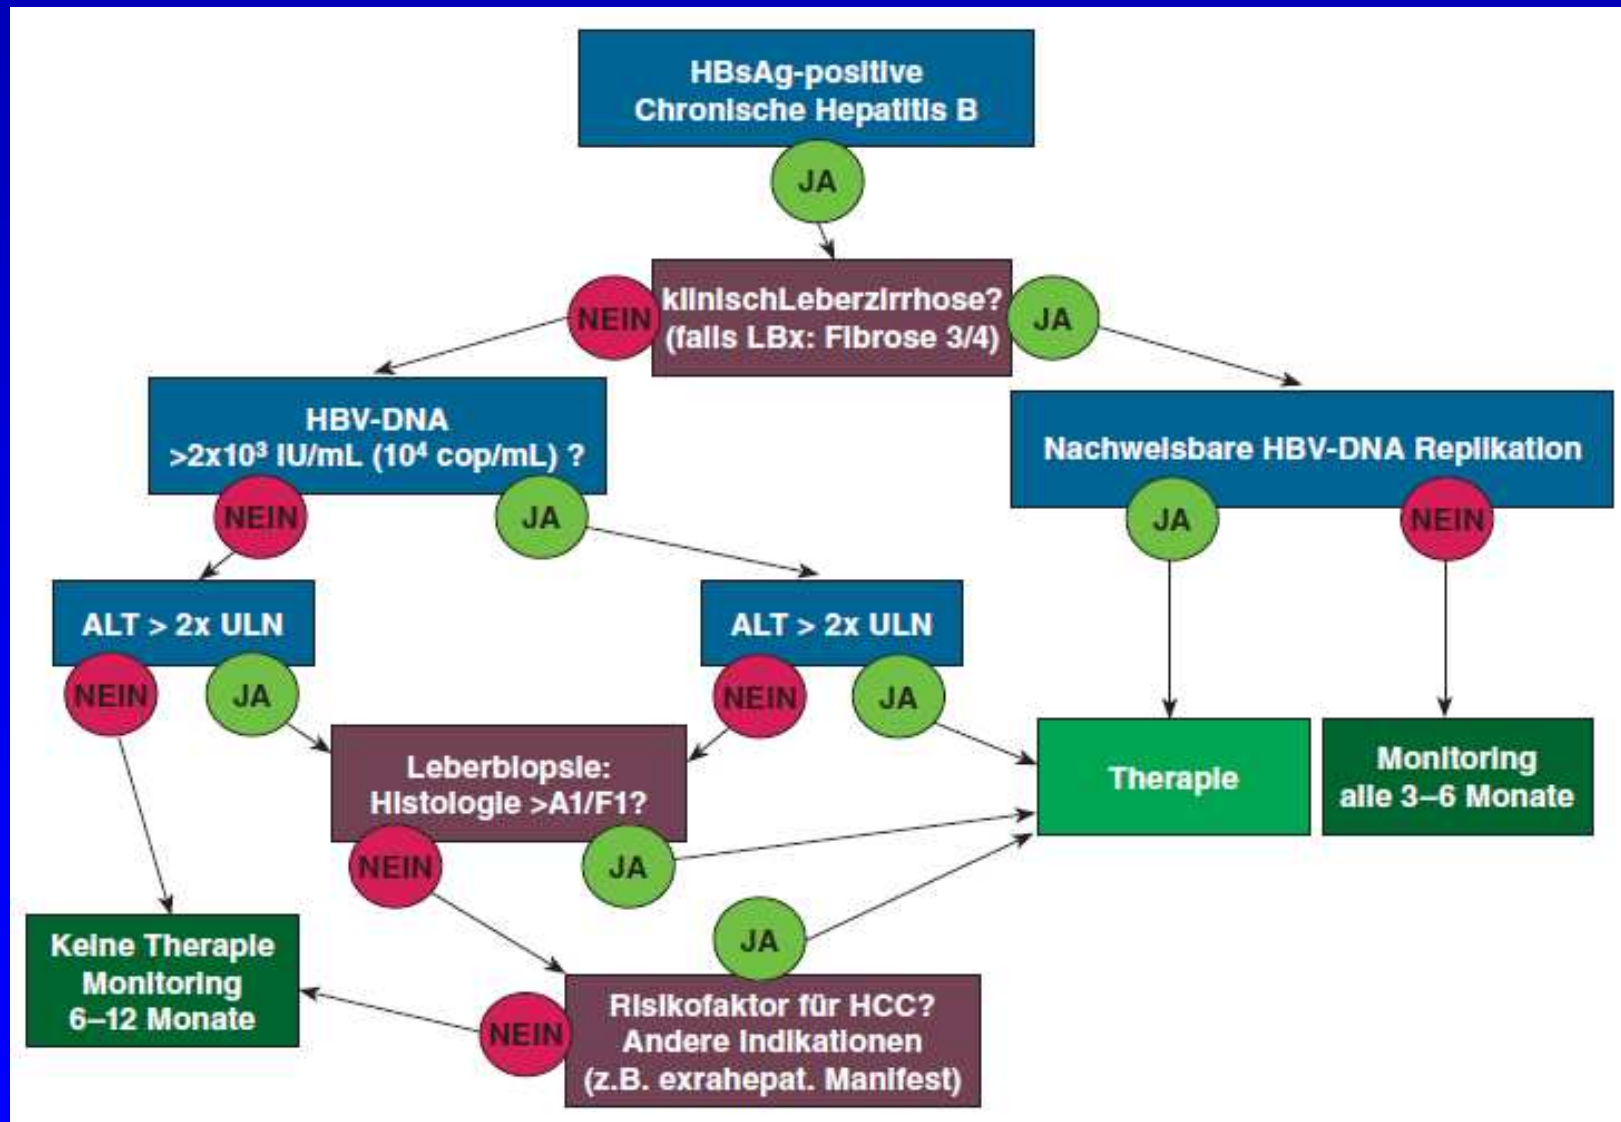 HBsAg-positive
Chronische Hepatitis B
JA
NEIN
klinischLeberzirrhose?
(falls LBx: Fibrose 3/4)
JA
HBV-DNA
>2x10³ IU/mL (10⁴ cop/mL) ?
NEIN
JA
Nachweisbare HBV-DNA Replikation
JA
NEIN
ALT > 2x ULN
NEIN
JA
ALT > 2x ULN
NEIN
JA
Leberbiopsie:
Histologie >A1/F1?
NEIN
JA
Therapie
Monitoring
alle 3–6 Monate
Keine Therapie
Monitoring
6–12 Monate
JA
NEIN
Risikofaktor für HCC?
Andere Indikationen
(z.B. exrahepat. Manifest)